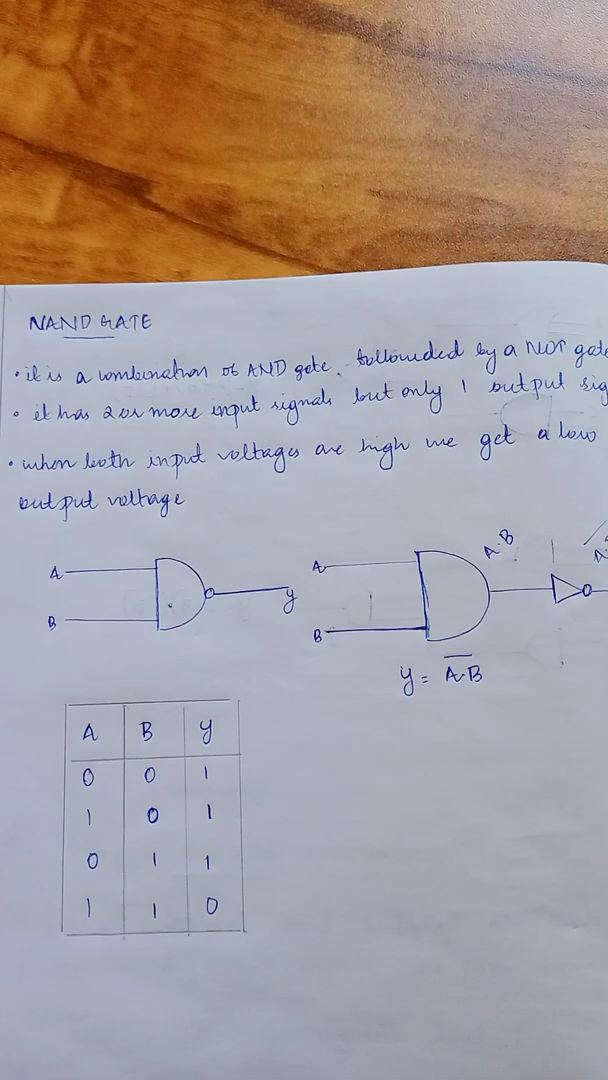 NAND GATE
• it is a combination of AND gate followded by a NOT gate
• it has 2 or more input signals but only 1 output sig
• when both input voltages are high we get a low
output voltage
A
B
y
A
B
A·B
A·
y = \overline{A·B}
A B y
0 0 1
1 0 1
0 1 1
1 1 0